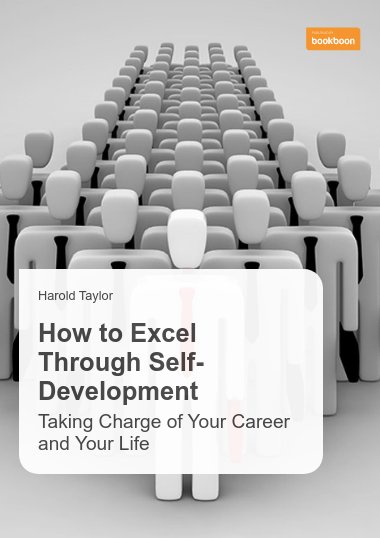 bookboon
Harold Taylor
How to Excel
Through Self-
Development
Taking Charge of Your Career
and Your Life